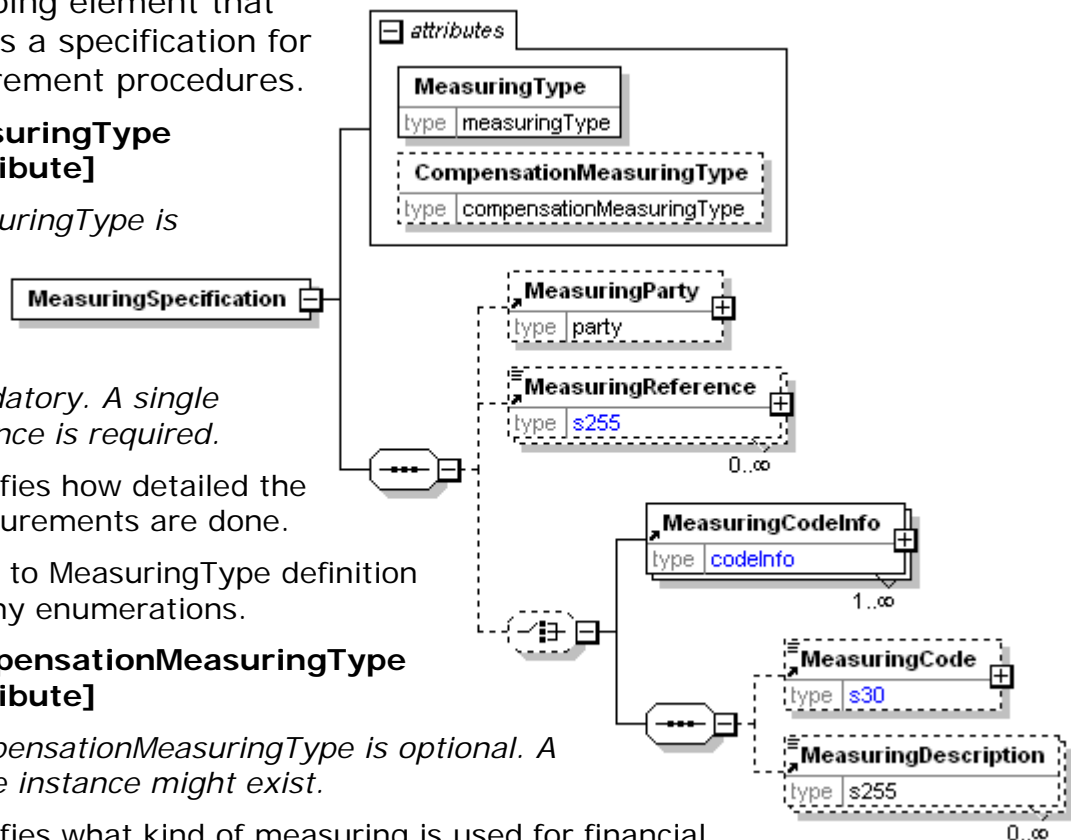 ping element that
s a specification for
rement procedures.
suringType
ibute]
uringType is
datory. A single
nce is required.
fies how detailed the
urements are done.
to MeasuringType definition
ny enumerations.
pensationMeasuringType
ibute]
pensationMeasuringType is optional. A
e instance might exist.
fies what kind of measuring is used for financial
attributes
MeasuringType
type measuringType
CompensationMeasuringType
type compensationMeasuringType
MeasuringSpecification
MeasuringParty
type party
MeasuringReference
type s255
0..∞
MeasuringCodeInfo
type codeInfo
1..∞
MeasuringCode
type s30
MeasuringDescription
type s255
0..∞